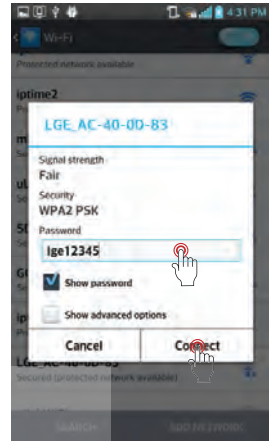 4:31 PM
Wi-Fi
Protected network available
iptime2
LGE_AC-40-0D-83
Signal strength
Fair
Security
WPA2 PSK
Password
lge12345
Show password
Show advanced options
Cancel
Connect
LGE_AC-40-0D-83
Secured (protected network available)
SEARCH
ADD NETWORK